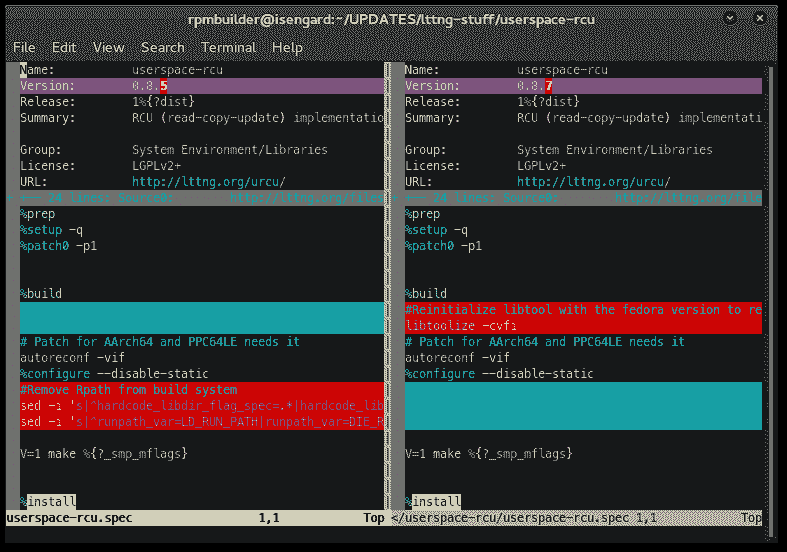 rpmbuilder@isengard:~/UPDATES/lttng-stuff/userspace-rcu
File Edit View Search Terminal Help
Name: userspace-rcu
Version: 0.8.5
Release: 1%{?dist}
Summary: RCU (read-copy-update) implementatio
Group: System Environment/Libraries
License: LGPLv2+
URL: http://lttng.org/urcu/
%prep
%setup -q
%patch0 -p1
%build
# Patch for AArch64 and PPC64LE needs it
autoreconf -vif
%configure --disable-static
#Remove Rpath from build system
sed -i 's|^hardcode_libdir_flag_spec=.*|hardcode_lib
sed -i 's|^runpath_var=LD_RUN_PATH|runpath_var=DIE_R
V=1 make %{?_smp_mflags}
%install
userspace-rcu.spec 1,1 Top
Name: userspace-rcu
Version: 0.8.7
Release: 1%{?dist}
Summary: RCU (read-copy-update) implementati
Group: System Environment/Libraries
License: LGPLv2+
URL: http://lttng.org/urcu/
%prep
%setup -q
%patch0 -p1
%build
#Reinitialize libtool with the fedora version to re
libtoolize -cvfi
# Patch for AArch64 and PPC64LE needs it
autoreconf -vif
%configure --disable-static
V=1 make %{?_smp_mflags}
%install
</userspace-rcu/userspace-rcu.spec 1,1 Top